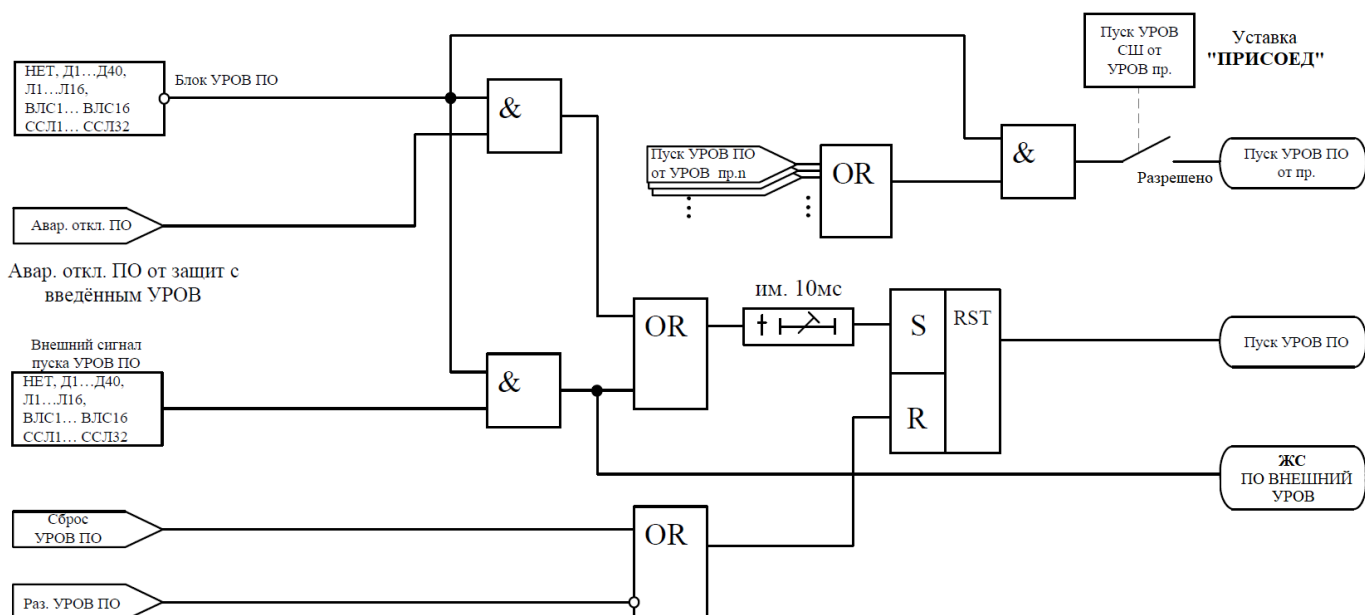 НЕТ, Д1...Д40,
Л1...Л16,
ВЛС1... ВЛС16
ССЛ1... ССЛ32
Блок УРОВ ПО
&
Пуск УРОВ
СШ от
УРОВ пр.
Уставка
"ПРИСОЕД"
Пуск УРОВ ПО
от УРОВ пр.n
OR
&
Разрешено
Пуск УРОВ ПО
от пр.
Авар. откл. ПО
Авар. откл. ПО от защит с
введённым УРОВ
OR
им. 10мс
S
RST
R
Пуск УРОВ ПО
Внешний сигнал
пуска УРОВ ПО
НЕТ, Д1...Д40,
Л1...Л16,
ВЛС1... ВЛС16
ССЛ1... ССЛ32
&
ЖС
ПО ВНЕШНИЙ
УРОВ
Сброс
УРОВ ПО
OR
Раз. УРОВ ПО